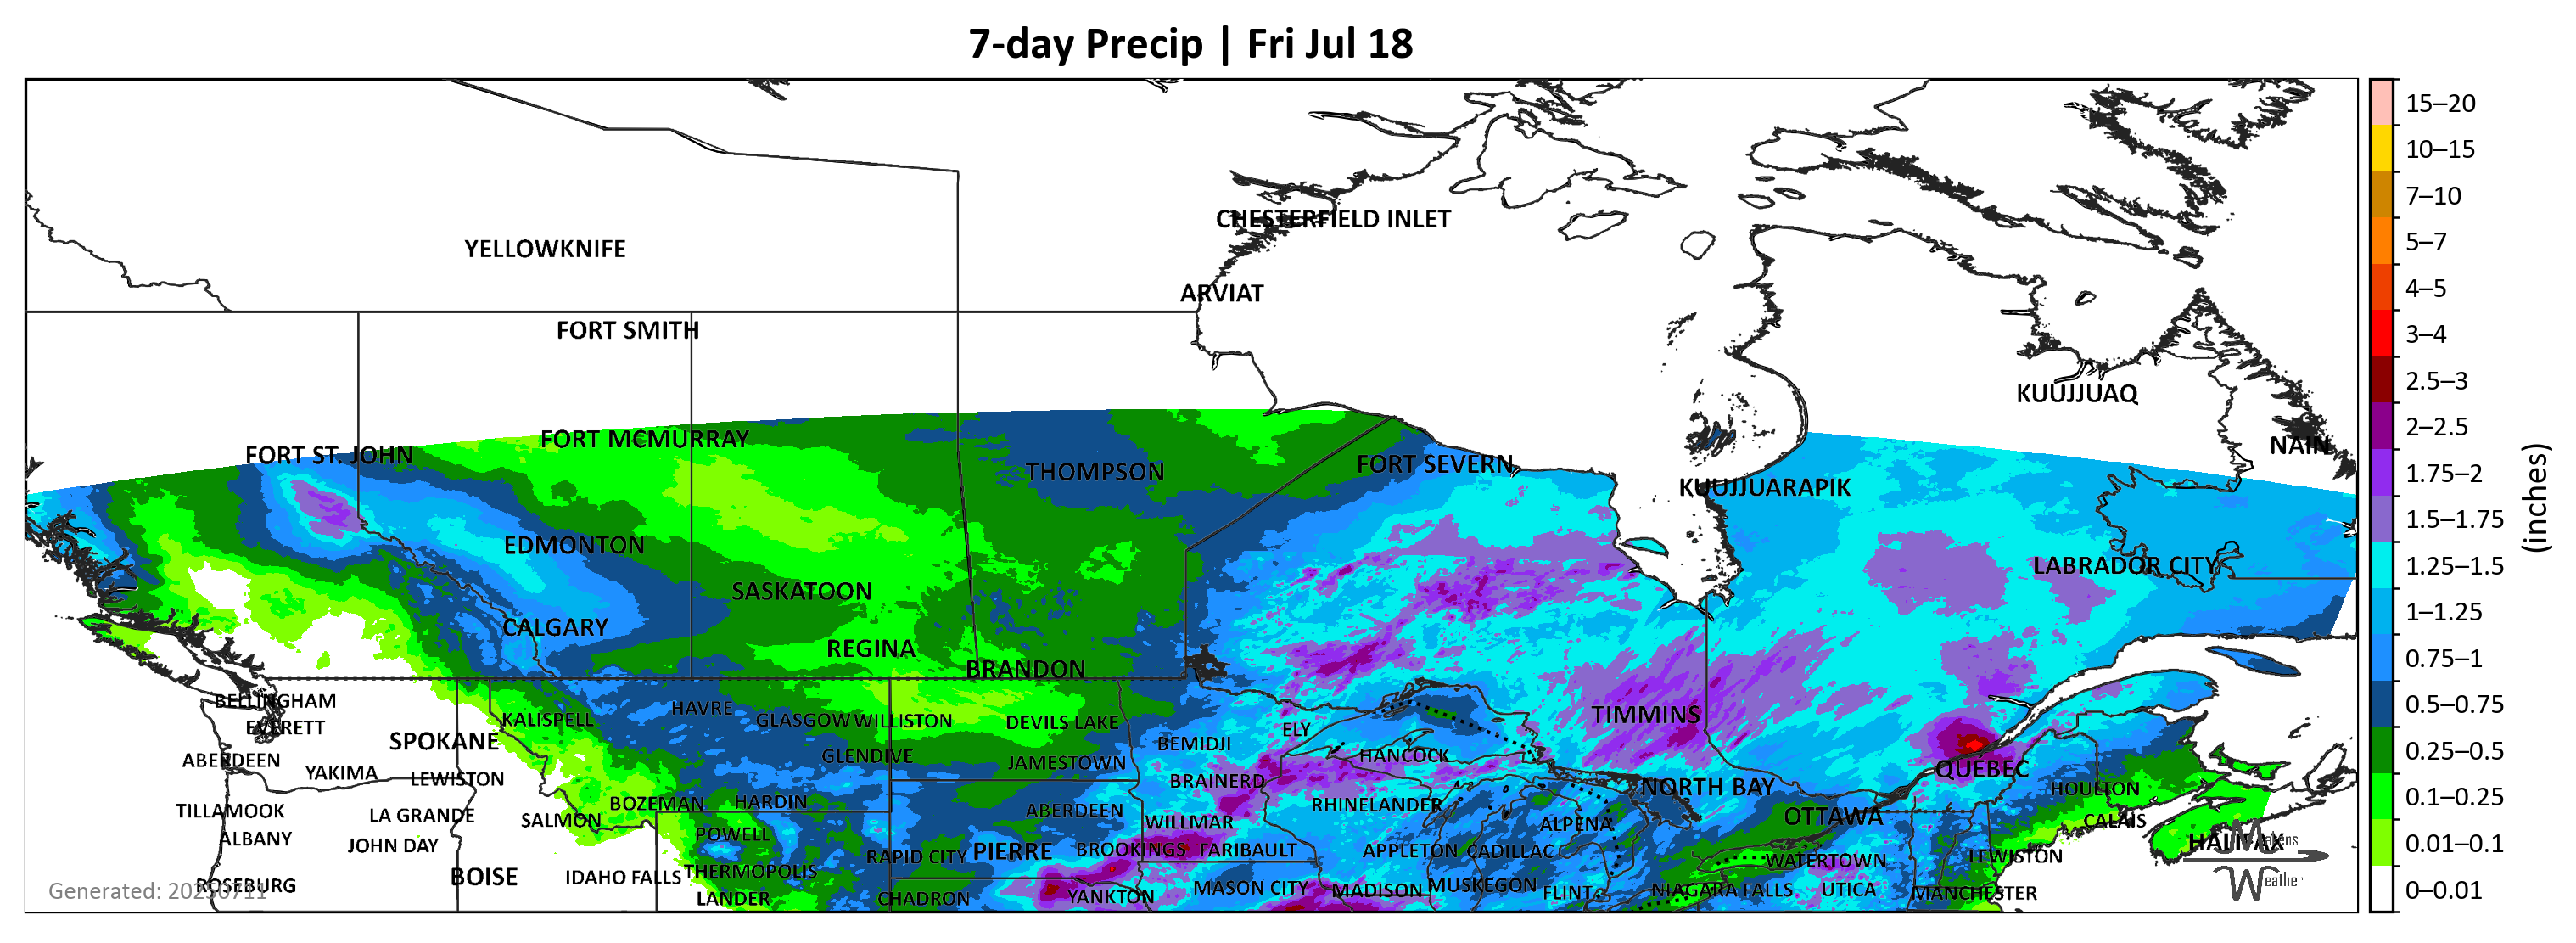 7-day Precip | Fri Jul 18
CHESTERFIELD INLET
YELLOWKNIFE
ARVIAT
FORT SMITH
KUUJJUAQ
FORT MCMURRAY
NAIN
FORT ST. JOHN
THOMPSON
FORT SEVERN
KUUJJUARAPIK
EDMONTON
LABRADOR CITY
SASKATOON
CALGARY
REGINA
BRANDON
BELLINGHAM
HAVRE
KALISPELL
GLASGOW
WILLISTON
DEVILS LAKE
TIMMINS
EVERETT
ELY
SPOKANE
BEMIDJI
ABERDEEN
GLENDIVE
JAMESTOWN
HANCOCK
QUÉBEC
YAKIMA
LEWISTON
BRAINERD
NORTH BAY
HOULTON
BOZEMAN
HARDIN
RHINELANDER
TILLAMOOK
LA GRANDE
SALMON
ABERDEEN
WILLMAR
ALPENA
OTTAWA
CALAIS
ALBANY
JOHN DAY
POWELL
HALIFAX
RAPID CITY
PIERRE
BROOKINGS
FARIBAULT
APPLETON
CADILLAC
WATERTOWN
LEWISTON
BOISE
IDAHO FALLS
THERMOPOLIS
ROSEBURG
MASON CITY
MADISON
MUSKEGON
FLINT
NIAGARA FALLS
UTICA
MANCHESTER
LANDER
CHADRON
YANKTON
Generated: 20250711
Weather
15–20
10–15
7–10
5–7
4–5
3–4
2.5–3
2–2.5
1.75–2
1.5–1.75
1.25–1.5
1–1.25
0.75–1
0.5–0.75
0.25–0.5
0.1–0.25
0.01–0.1
0–0.01
(inches)